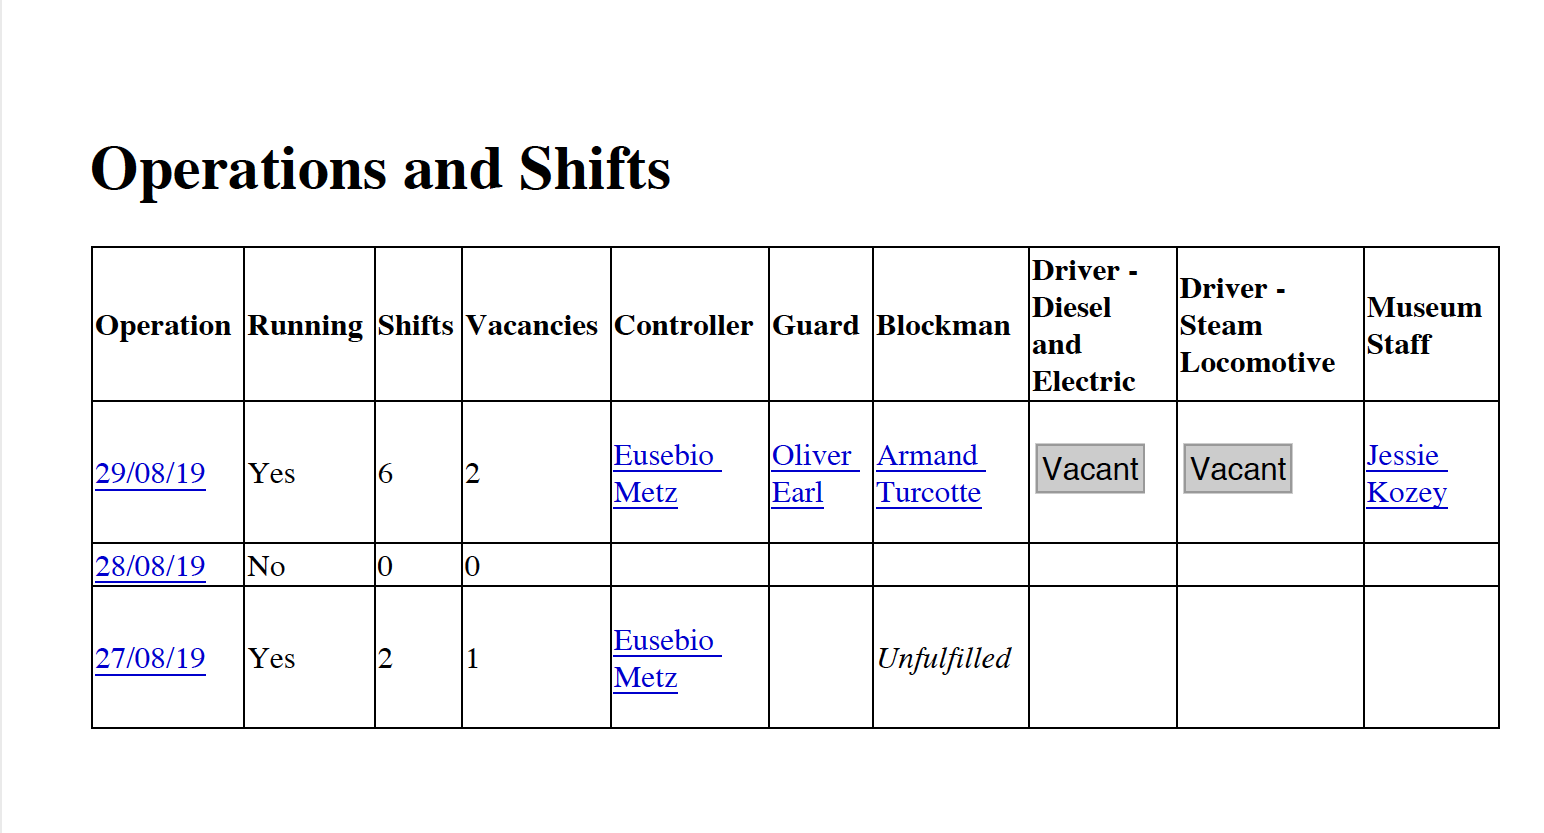 Operations and Shifts
Operation Running Shifts Vacancies Controller Guard Blockman Driver - Diesel and Electric Driver - Steam Locomotive Museum Staff
29/08/19 Yes 6 2 Eusebio Metz Oliver Earl Armand Turcotte Vacant Vacant Jessie Kozey
28/08/19 No 0 0
27/08/19 Yes 2 1 Eusebio Metz Unfulfilled